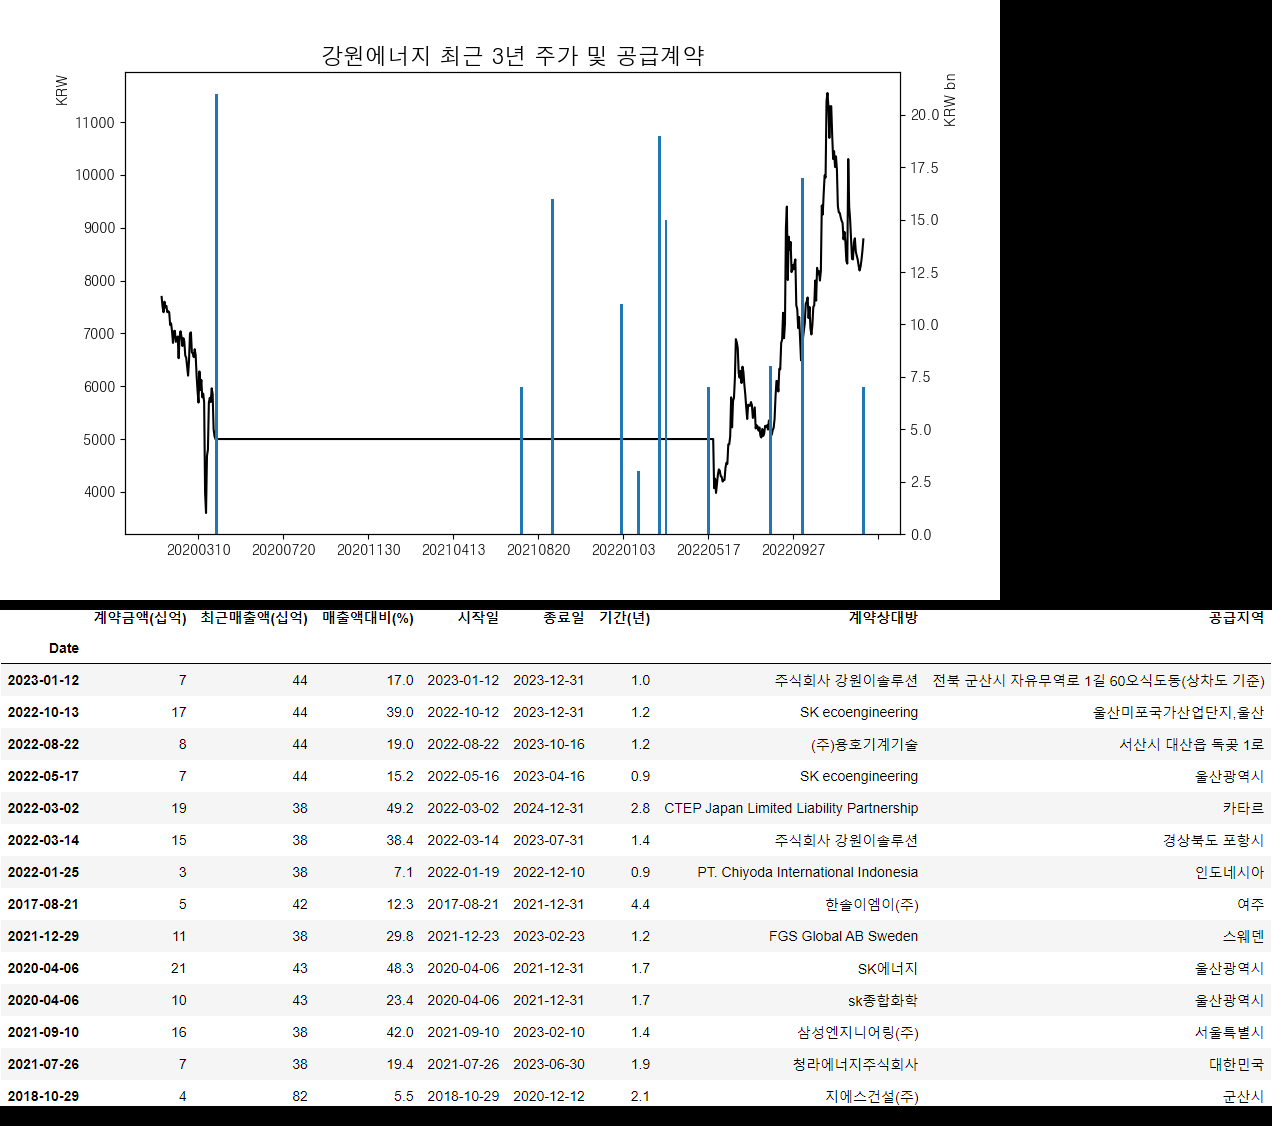 강원에너지 최근 3년 주가 및 공급계약
KRW
KRW bn
11000
10000
9000
8000
7000
6000
5000
4000
20.0
17.5
15.0
12.5
10.0
7.5
5.0
2.5
0.0
20200310 20200720 20201130 20210413 20210820 20220103 20220517 20220927
계약금액(십억) 최근매출액(십억) 매출액대비(%) 시작일 종료일 기간(년) 계약상대방 공급지역
Date
2023-01-12 7 44 17.0 2023-01-12 2023-12-31 1.0 주식회사 강원이솔루션 전북 군산시 자유무역로 1길 60오식도동(상차도 기준)
2022-10-13 17 44 39.0 2022-10-12 2023-12-31 1.2 SK ecoengineering 울산미포국가산업단지,울산
2022-08-22 8 44 19.0 2022-08-22 2023-10-16 1.2 (주)용호기계기술 서산시 대산읍 독곶 1로
2022-05-17 7 44 15.2 2022-05-16 2023-04-16 0.9 SK ecoengineering 울산광역시
2022-03-02 19 38 49.2 2022-03-02 2024-12-31 2.8 CTEP Japan Limited Liability Partnership 카타르
2022-03-14 15 38 38.4 2022-03-14 2023-07-31 1.4 주식회사 강원이솔루션 경상북도 포항시
2022-01-25 3 38 7.1 2022-01-19 2022-12-10 0.9 PT. Chiyoda International Indonesia 인도네시아
2017-08-21 5 42 12.3 2017-08-21 2021-12-31 4.4 한솔이엠이(주) 여주
2021-12-29 11 38 29.8 2021-12-23 2023-02-23 1.2 FGS Global AB Sweden 스웨덴
2020-04-06 21 43 48.3 2020-04-06 2021-12-31 1.7 SK에너지 울산광역시
2020-04-06 10 43 23.4 2020-04-06 2021-12-31 1.7 sk종합화학 울산광역시
2021-09-10 16 38 42.0 2021-09-10 2023-02-10 1.4 삼성엔지니어링(주) 서울특별시
2021-07-26 7 38 19.4 2021-07-26 2023-06-30 1.9 청라에너지주식회사 대한민국
2018-10-29 4 82 5.5 2018-10-29 2020-12-12 2.1 지에스건설(주) 군산시